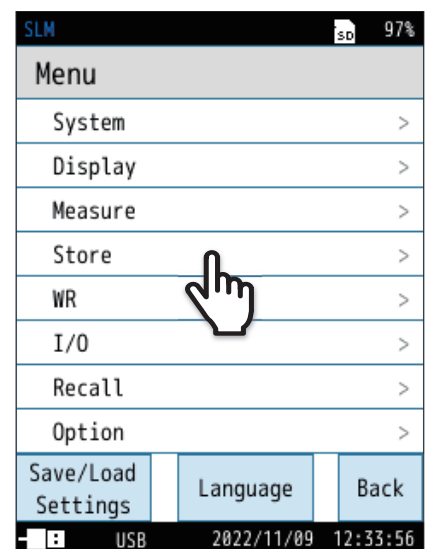 SLM SD 97%
Menu
System >
Display >
Measure >
Store >
WR >
I/O >
Recall >
Option >
Save/Load
Settings
Language
Back
USB 2022/11/09 12:33:56